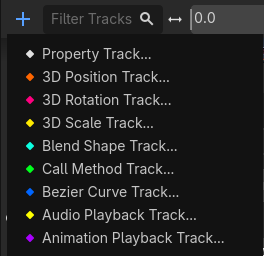 Filter Tracks
0.0
Property Track...
3D Position Track...
3D Rotation Track...
3D Scale Track...
Blend Shape Track...
Call Method Track...
Bezier Curve Track...
Audio Playback Track...
Animation Playback Track...